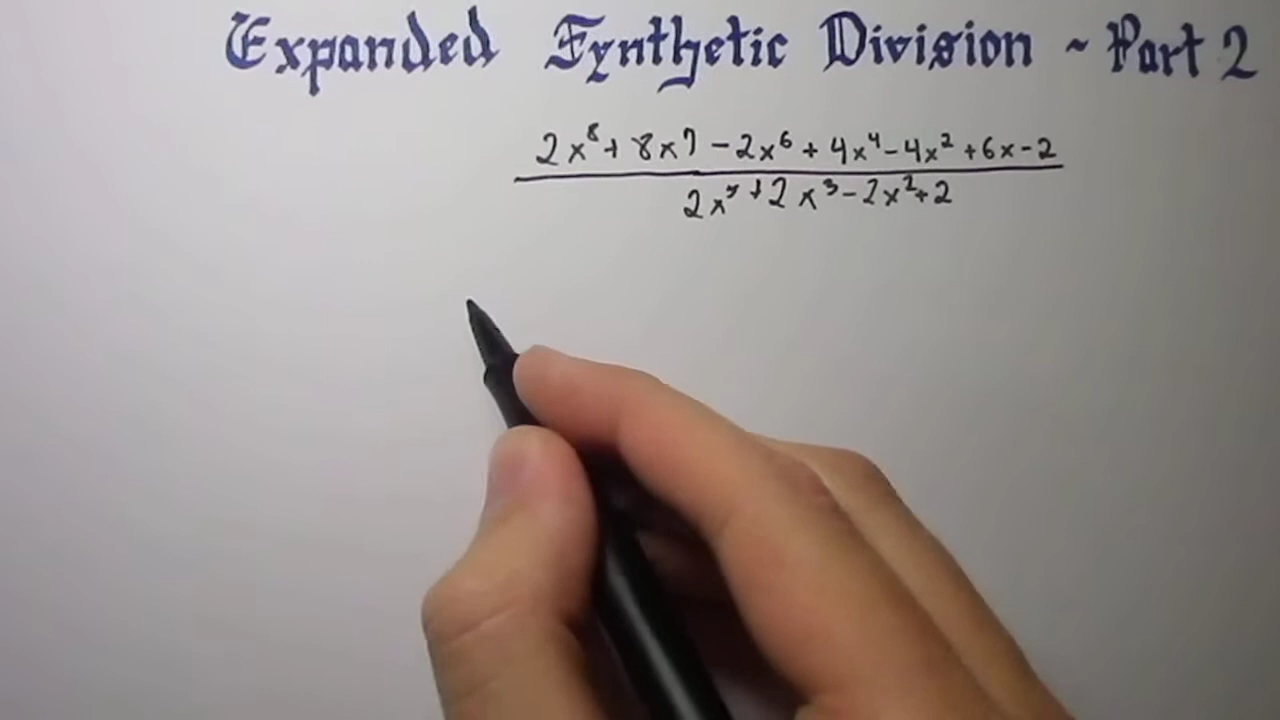 Expanded Synthetic Division ~ Part 2
2x⁸ + 8x⁷ - 2x⁶ + 4x⁴ - 4x² + 6x - 2
2x⁵ + 2x³ - 2x² + 2